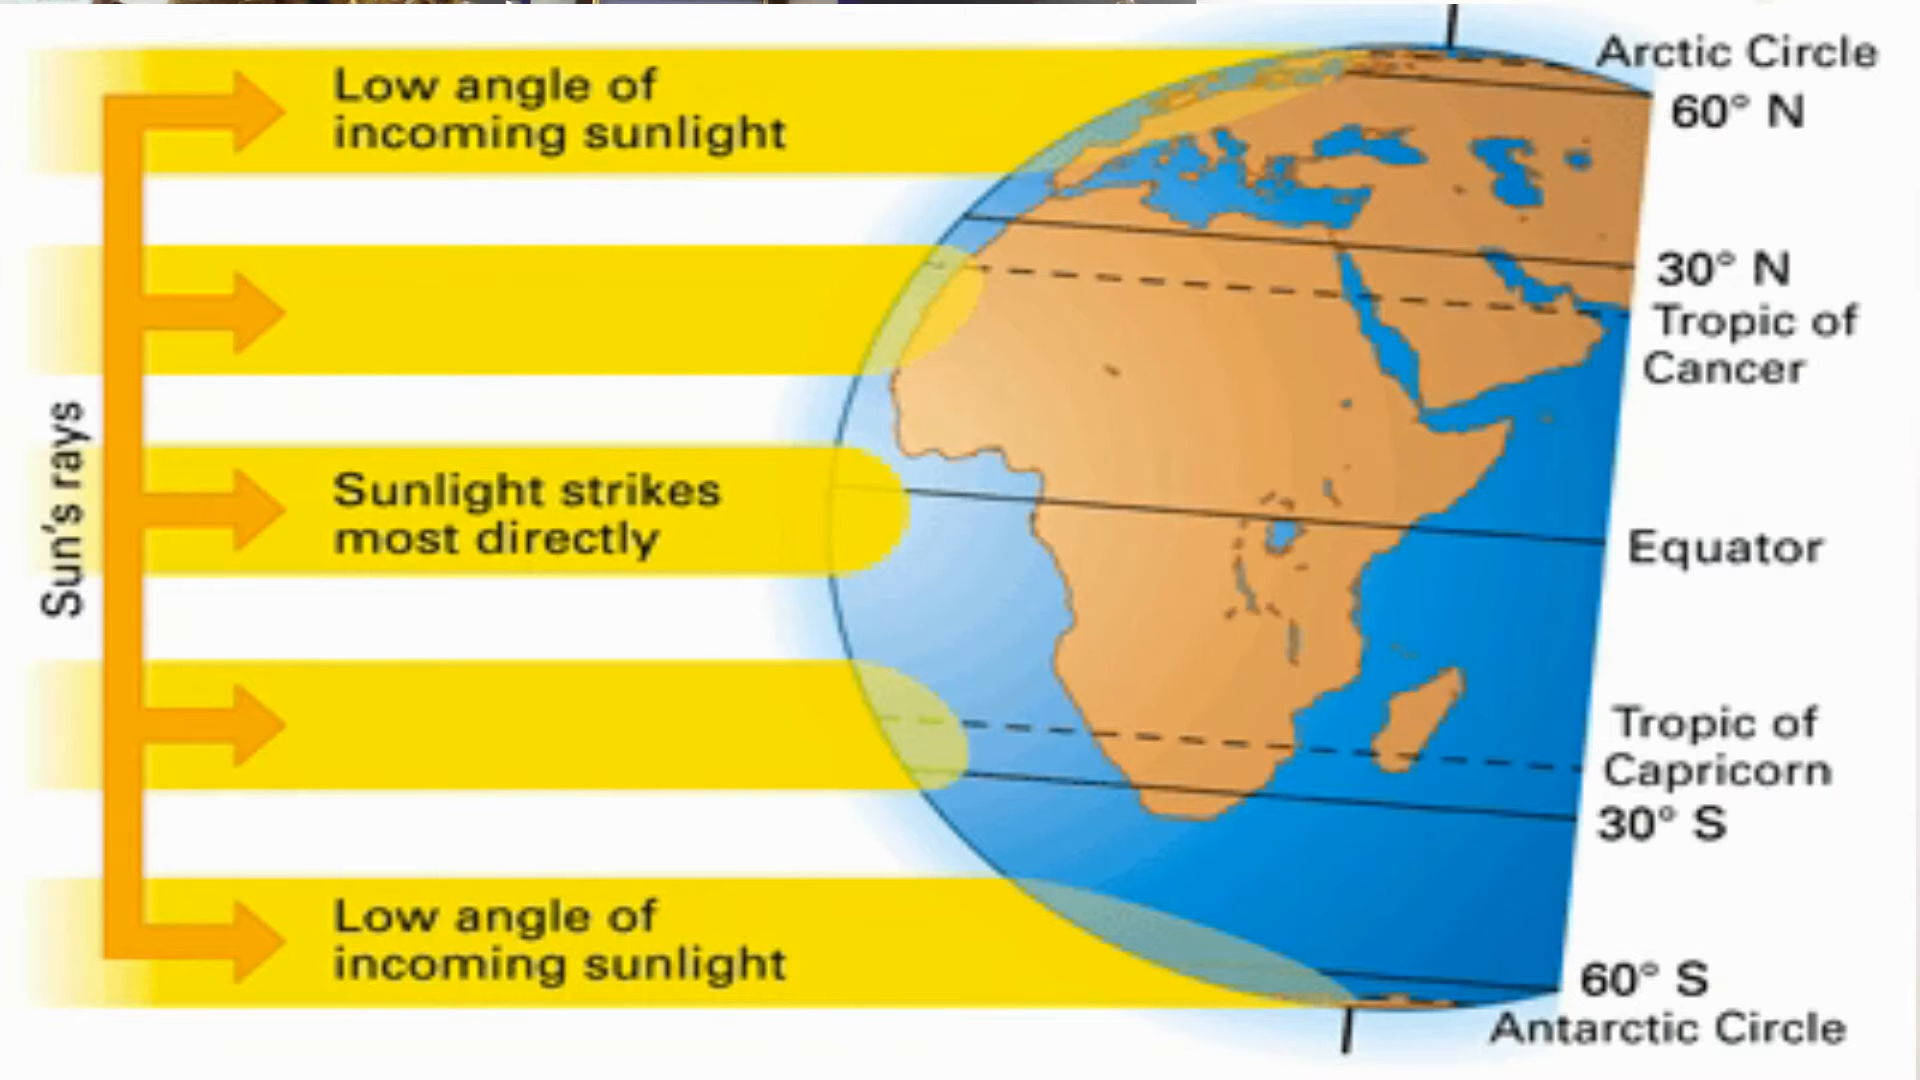 Low angle of
incoming sunlight
Sun's rays
Sunlight strikes
most directly
Low angle of
incoming sunlight
Arctic Circle
60° N
30° N
Tropic of
Cancer
Equator
Tropic of
Capricorn
30° S
60° S
Antarctic Circle